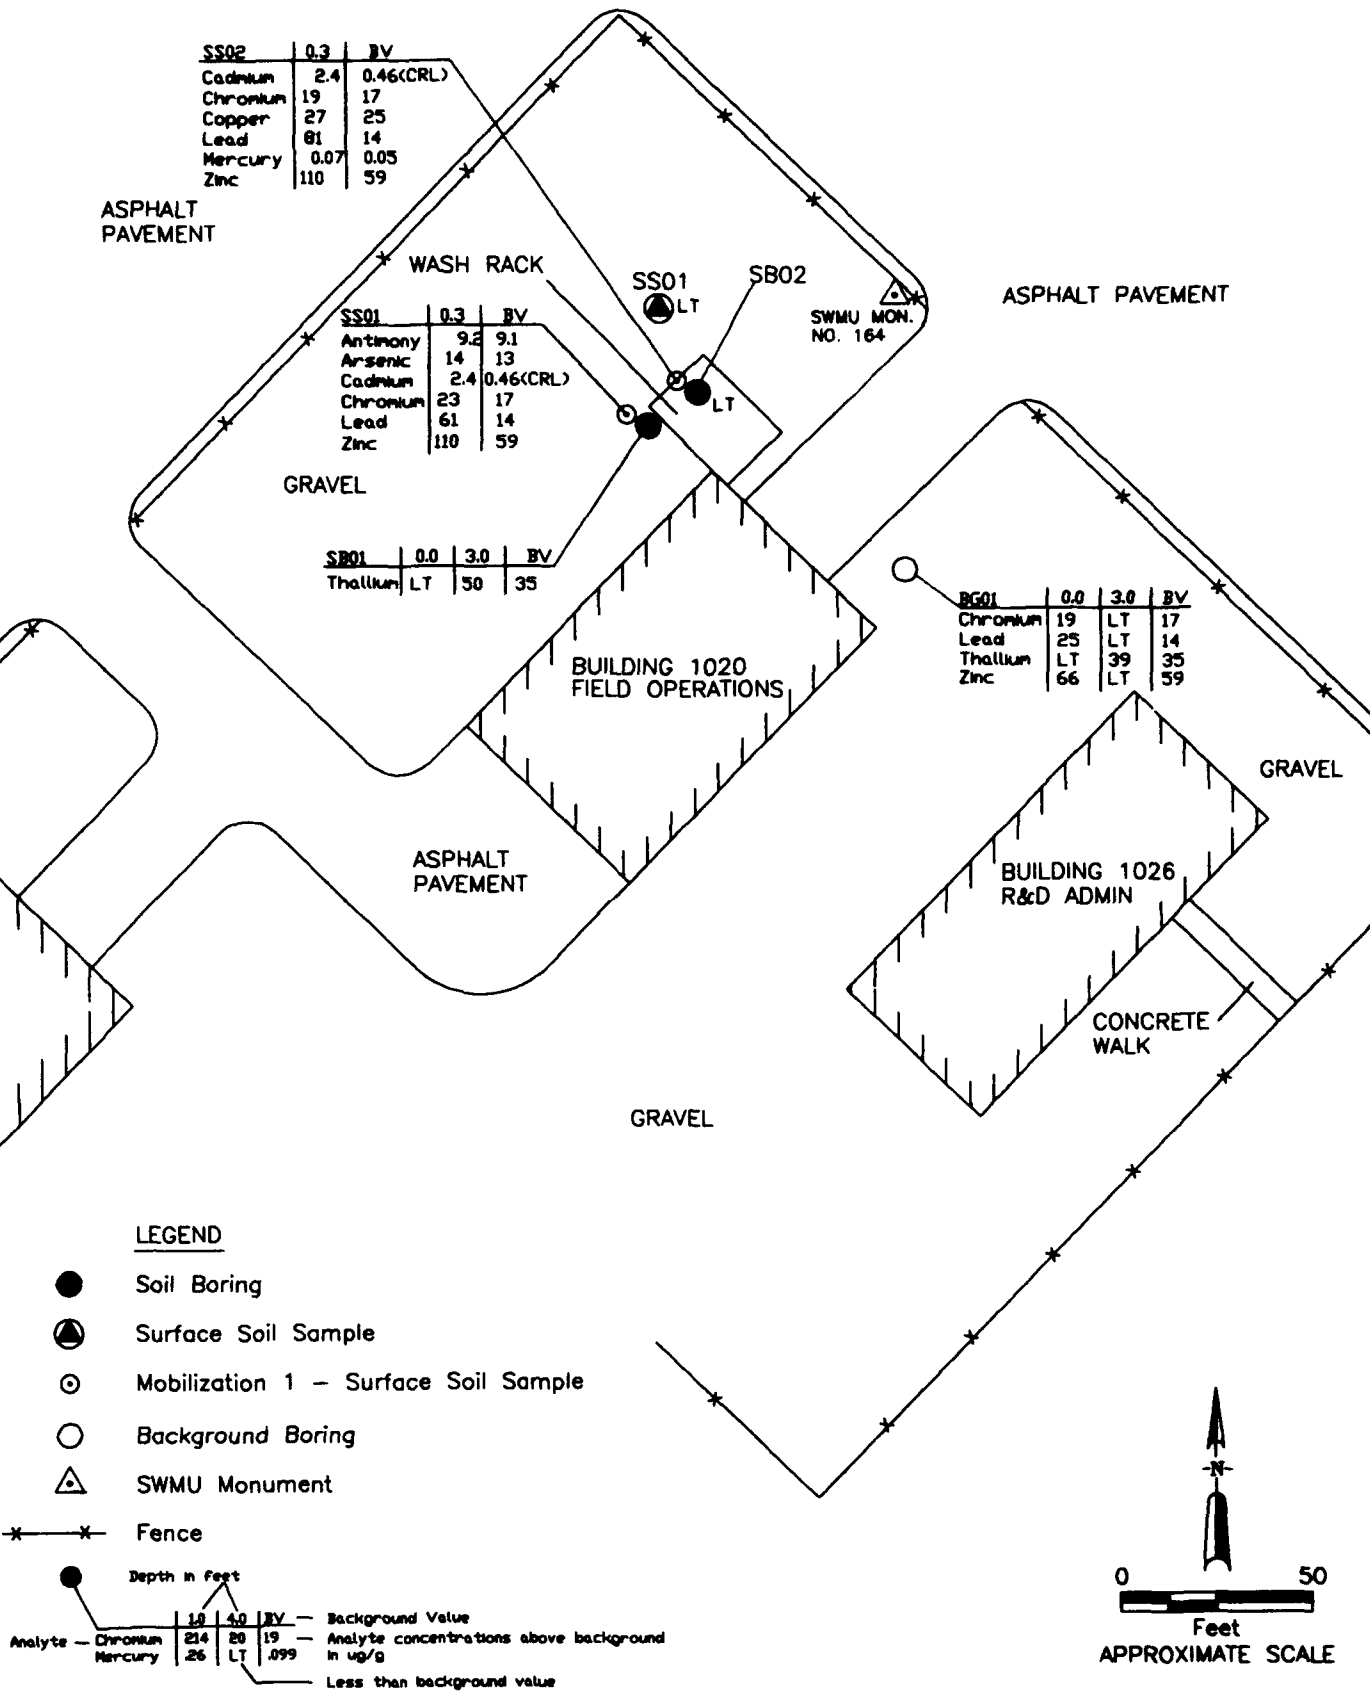 SS02 0.3 BV
Cadmium 2.4 0.46(CRL)
Chromium 19 17
Copper 27 25
Lead 81 14
Mercury 0.07 0.05
Zinc 110 59
ASPHALT
PAVEMENT
WASH RACK
SS01
LT
SB02
SWMU MON.
NO. 164
ASPHALT PAVEMENT
SS01 0.3 BV
Antimony 9.2 9.1
Arsenic 14 13
Cadmium 2.4 0.46(CRL)
Chromium 23 17
Lead 61 14
Zinc 110 59
LT
GRAVEL
SB01 0.0 3.0 BV
Thallium LT 50 35
BG01 0.0 3.0 BV
Chromium 19 LT 17
Lead 25 LT 14
Thallium LT 39 35
Zinc 66 LT 59
BUILDING 1020
FIELD OPERATIONS
GRAVEL
ASPHALT
PAVEMENT
BUILDING 1026
R&D ADMIN
CONCRETE
WALK
GRAVEL
LEGEND
Soil Boring
Surface Soil Sample
Mobilization 1 – Surface Soil Sample
Background Boring
SWMU Monument
Fence
Depth in feet
1.0 4.0 BV — Background Value
Analyte — Chromium 214 20 19 — Analyte concentrations above background
Mercury .26 LT .099 in ug/g
Less than background value
N
0 50
Feet
APPROXIMATE SCALE